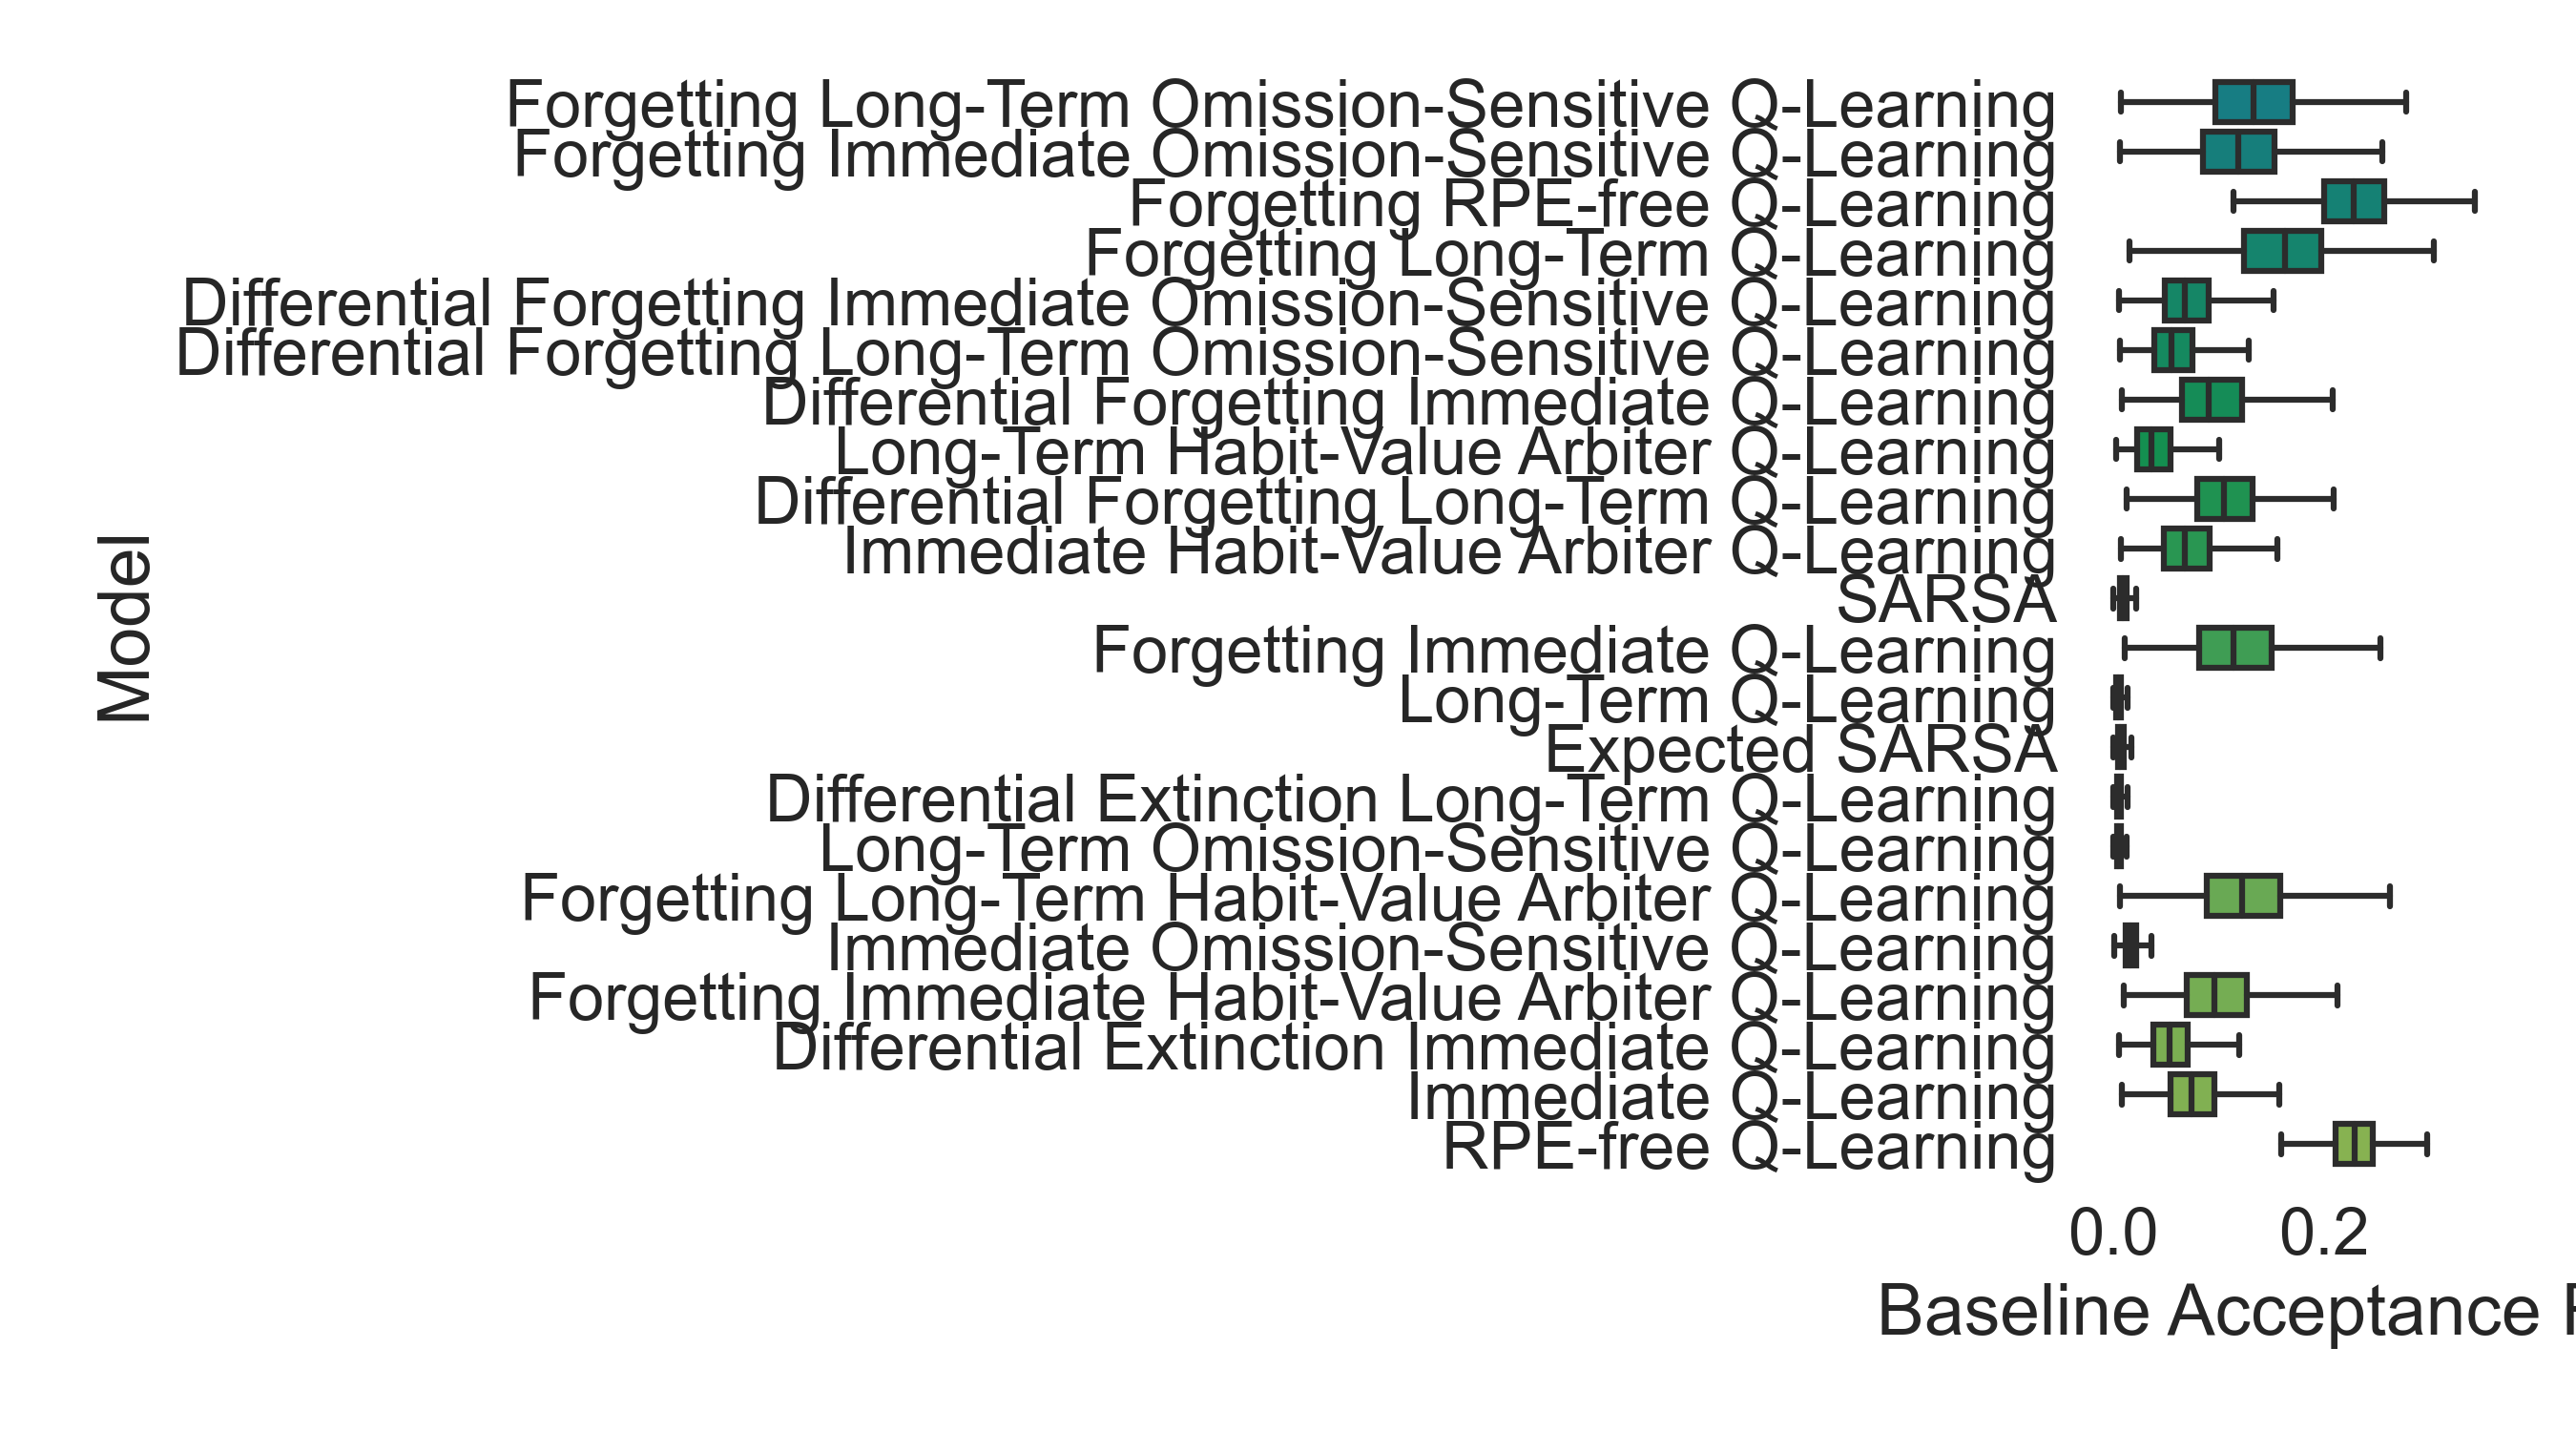 Forgetting Long-Term Omission-Sensitive Q-Learning
Forgetting Immediate Omission-Sensitive Q-Learning
Forgetting RPE-free Q-Learning
Forgetting Long-Term Q-Learning
Differential Forgetting Immediate Omission-Sensitive Q-Learning
Differential Forgetting Long-Term Omission-Sensitive Q-Learning
Differential Forgetting Immediate Q-Learning
Long-Term Habit-Value Arbiter Q-Learning
Differential Forgetting Long-Term Q-Learning
Immediate Habit-Value Arbiter Q-Learning
SARSA
Forgetting Immediate Q-Learning
Long-Term Q-Learning
Expected SARSA
Differential Extinction Long-Term Q-Learning
Long-Term Omission-Sensitive Q-Learning
Forgetting Long-Term Habit-Value Arbiter Q-Learning
Immediate Omission-Sensitive Q-Learning
Forgetting Immediate Habit-Value Arbiter Q-Learning
Differential Extinction Immediate Q-Learning
Immediate Q-Learning
RPE-free Q-Learning
Model
0.0 0.2
Baseline Acceptance